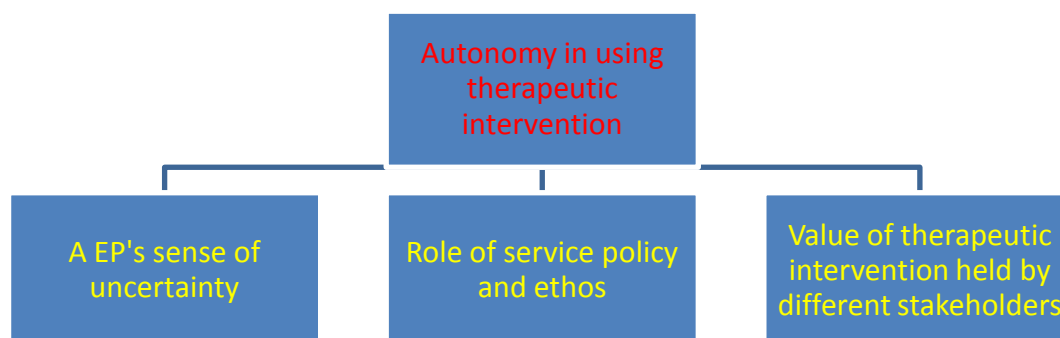 Autonomy in using
therapeutic
intervention
A EP's sense of
uncertainty
Role of service policy
and ethos
Value of therapeutic
intervention held by
different stakeholders